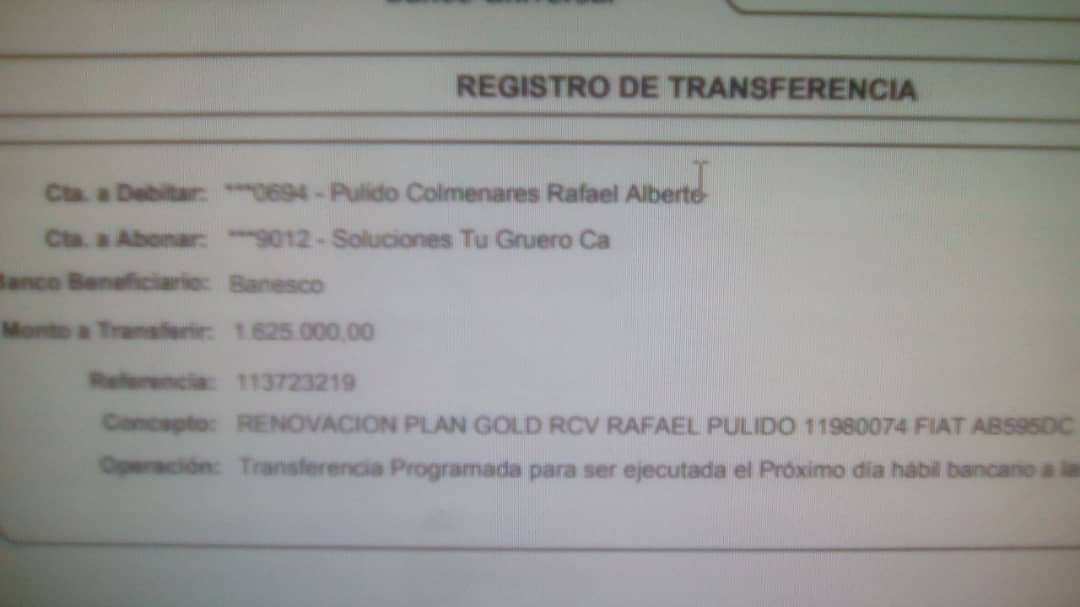 REGISTRO DE TRANSFERENCIA
Cta. a Debitar: ***0694 - Pulido Colmenares Rafael Alberto
Cta. a Abonar: ***9012 - Soluciones Tu Gruero Ca
Banco Beneficiario: Banesco
Monto a Transferir: 1.625.000,00
Referencia: 113723219
Concepto: RENOVACION PLAN GOLD RCV RAFAEL PULIDO 11980074 FIAT AB595DC
Operación: Transferencia Programada para ser ejecutada el Próximo día hábil bancario a